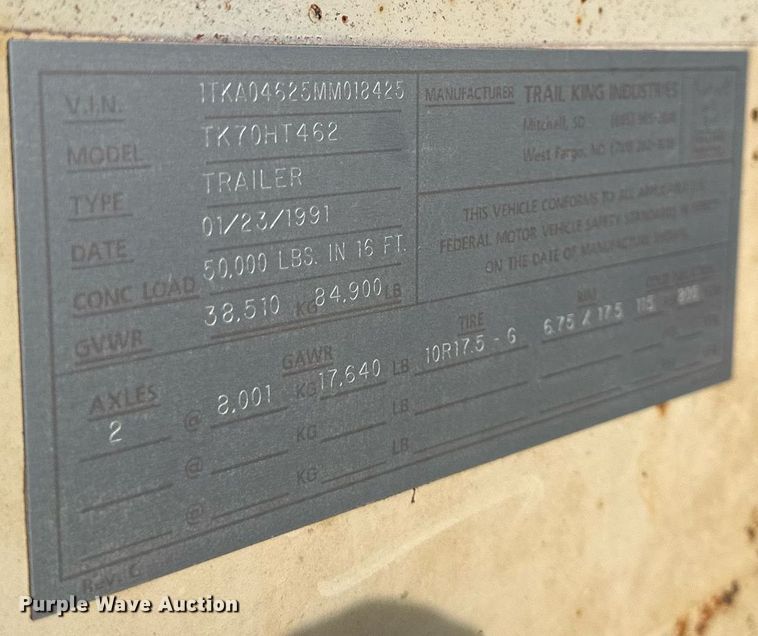 V.I.N. 1TKA04625MM018425
MODEL TK70HT462
TYPE TRAILER
DATE 01/23/1991
CONC LOAD 50,000 LBS. IN 16 FT.
GVWR 38,510 KG 84,900 LB
MANUFACTURER TRAIL KING INDUSTRIES
Mitchell, SD
West Fargo, ND
THIS VEHICLE CONFORMS TO ALL APPLICABLE
FEDERAL MOTOR VEHICLE SAFETY STANDARDS IN EFFECT
ON THE DATE OF MANUFACTURE SHOWN.
AXLES GAWR TIRE RIM
2 @ 8,001 KG 17,640 LB 10R17.5 - G 6.75 / 17.5 115
@ KG LB
@ KG LB
Rev. C
Purple Wave Auction